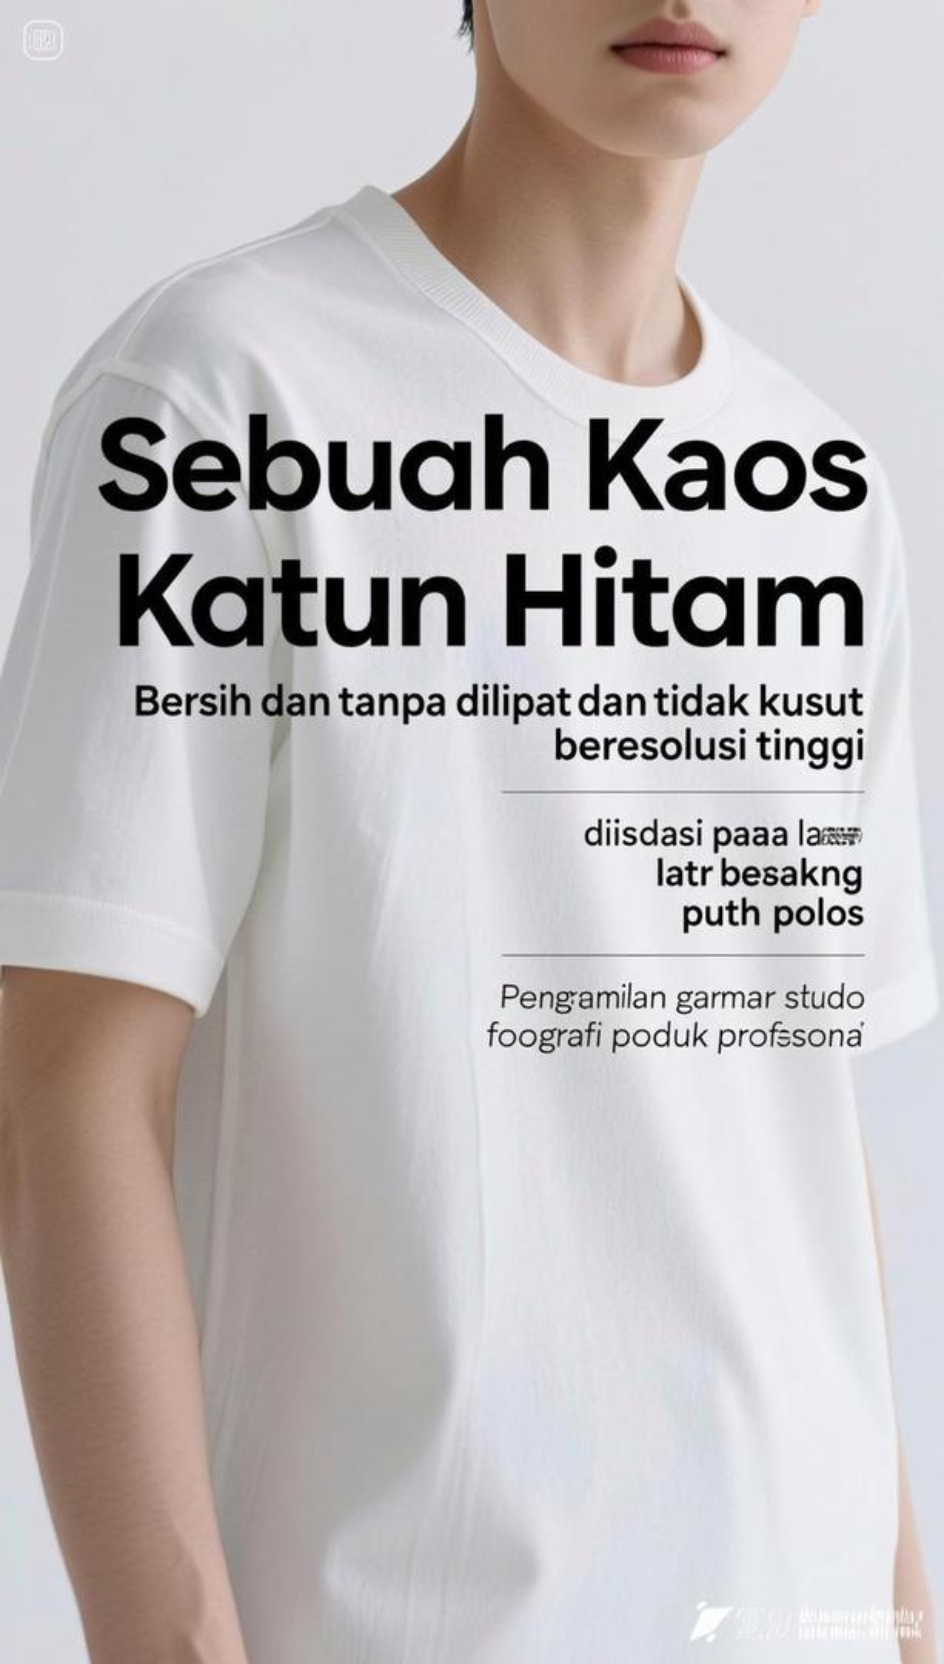 Sebuah Kaos
Katun Hitam
Bersih dan tanpa dilipat dan tidak kusut
beresolusi tinggi
diisdasi paaa
latr besakng
puth polos
Pengramilan garmar studo
foografi poduk profssona